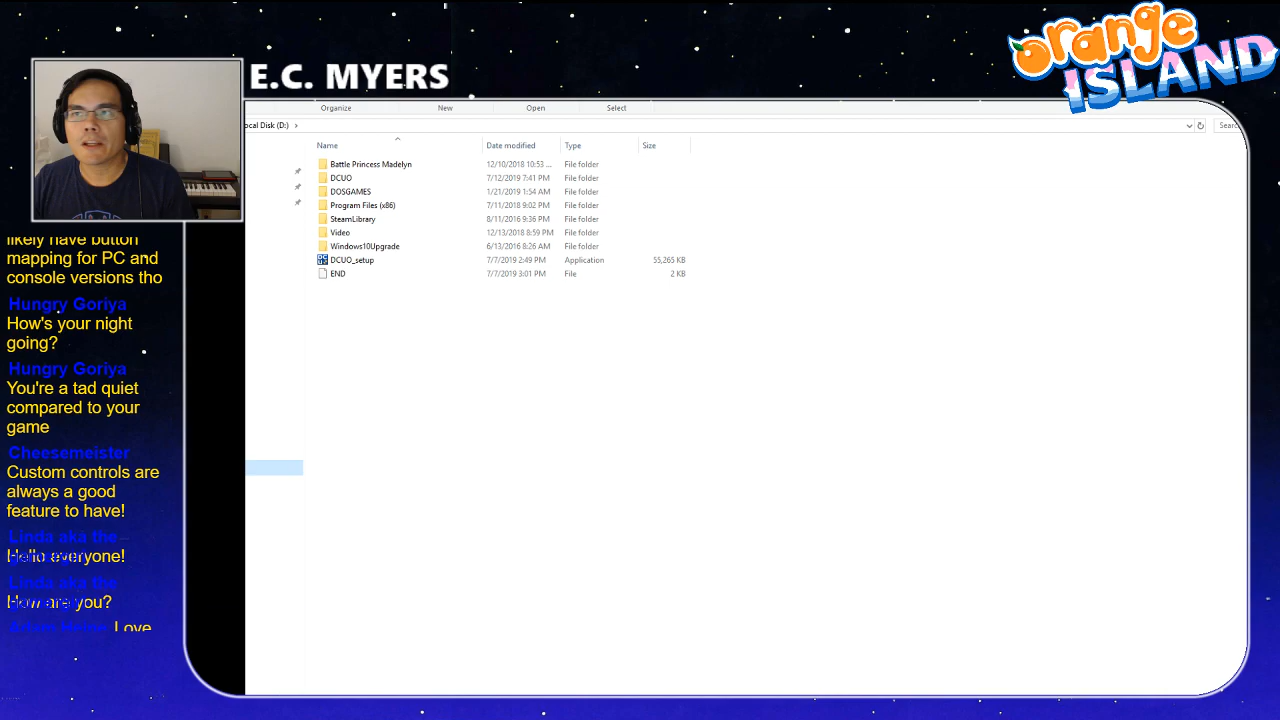 orange
ISLAND
E.C. MYERS
Organize New Open Select
ocal Disk (D:) Searc
Name Date modified Type Size
Battle Princess Madelyn 12/10/2018 10:53 ... File folder
DCUO 7/12/2019 7:41 PM File folder
DOSGAMES 1/21/2019 1:54 AM File folder
Program Files (x86) 7/11/2018 9:02 PM File folder
SteamLibrary 8/11/2016 9:36 PM File folder
Video 12/13/2018 8:59 PM File folder
Windows10Upgrade 6/13/2016 8:26 AM File folder
DCUO_setup 7/7/2019 2:49 PM Application 55,265 KB
END 7/7/2019 3:01 PM File 2 KB
likely have button
mapping for PC and
console versions tho
Hungry Goriya
How's your night
going?
Hungry Goriya
You're a tad quiet
compared to your
game
Cheesemeister
Custom controls are
always a good
feature to have!
Linda aka the
Hello everyone!
Linda aka the
How are you?
Love